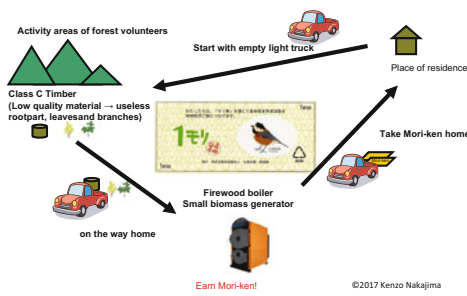 Activity areas of forest volunteers
Start with empty light truck
Place of residence
Class C Timber
(Low quality material → useless
rootpart, leavesand branches)
1モリ
Take Mori-ken home
Firewood boiler
Small biomass generator
on the way home
Earn Mori-ken!
©2017 Kenzo Nakajima